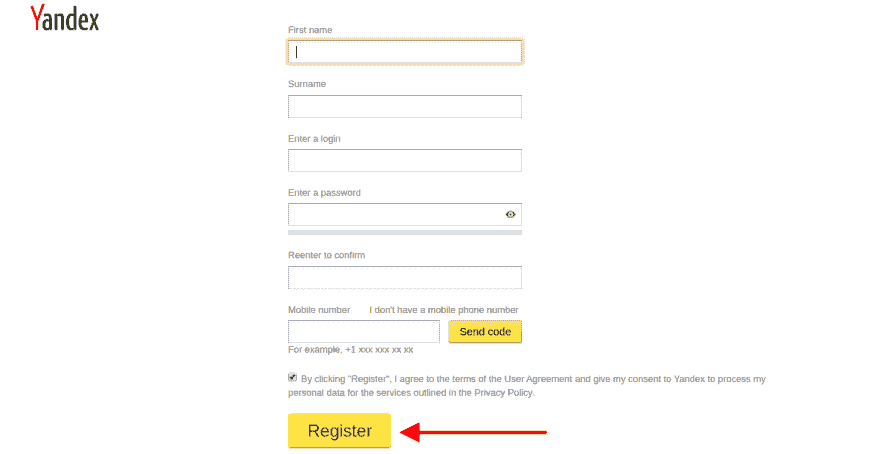 Yandex
First name
Surname
Enter a login
Enter a password
Reenter to confirm
Mobile number I don't have a mobile phone number
Send code
For example, +1 xxx xxx xx xx
By clicking "Register", I agree to the terms of the User Agreement and give my consent to Yandex to process my
personal data for the services outlined in the Privacy Policy.
Register